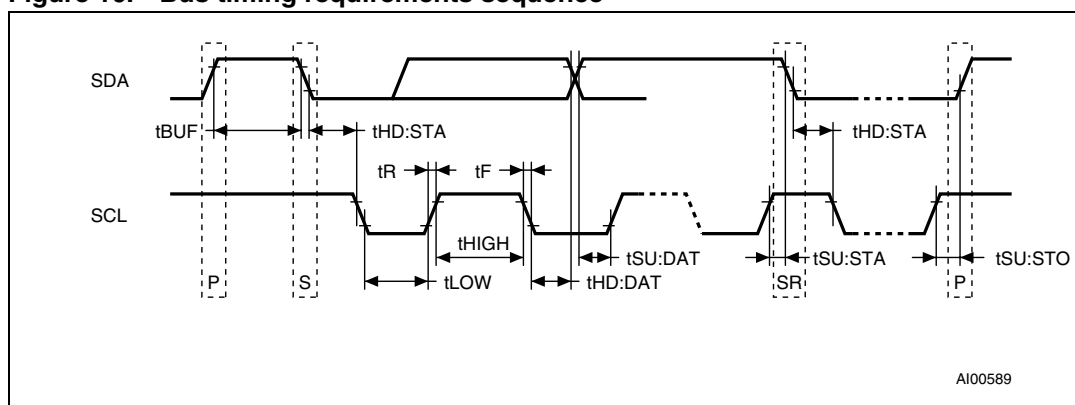 Figure 13. Bus timing requirements sequence
SDA
tBUF
tHD:STA
tHD:STA
tR
tF
SCL
tHIGH
tSU:DAT
tSU:STA
tSU:STO
P
S
tLOW
tHD:DAT
SR
P
AI00589